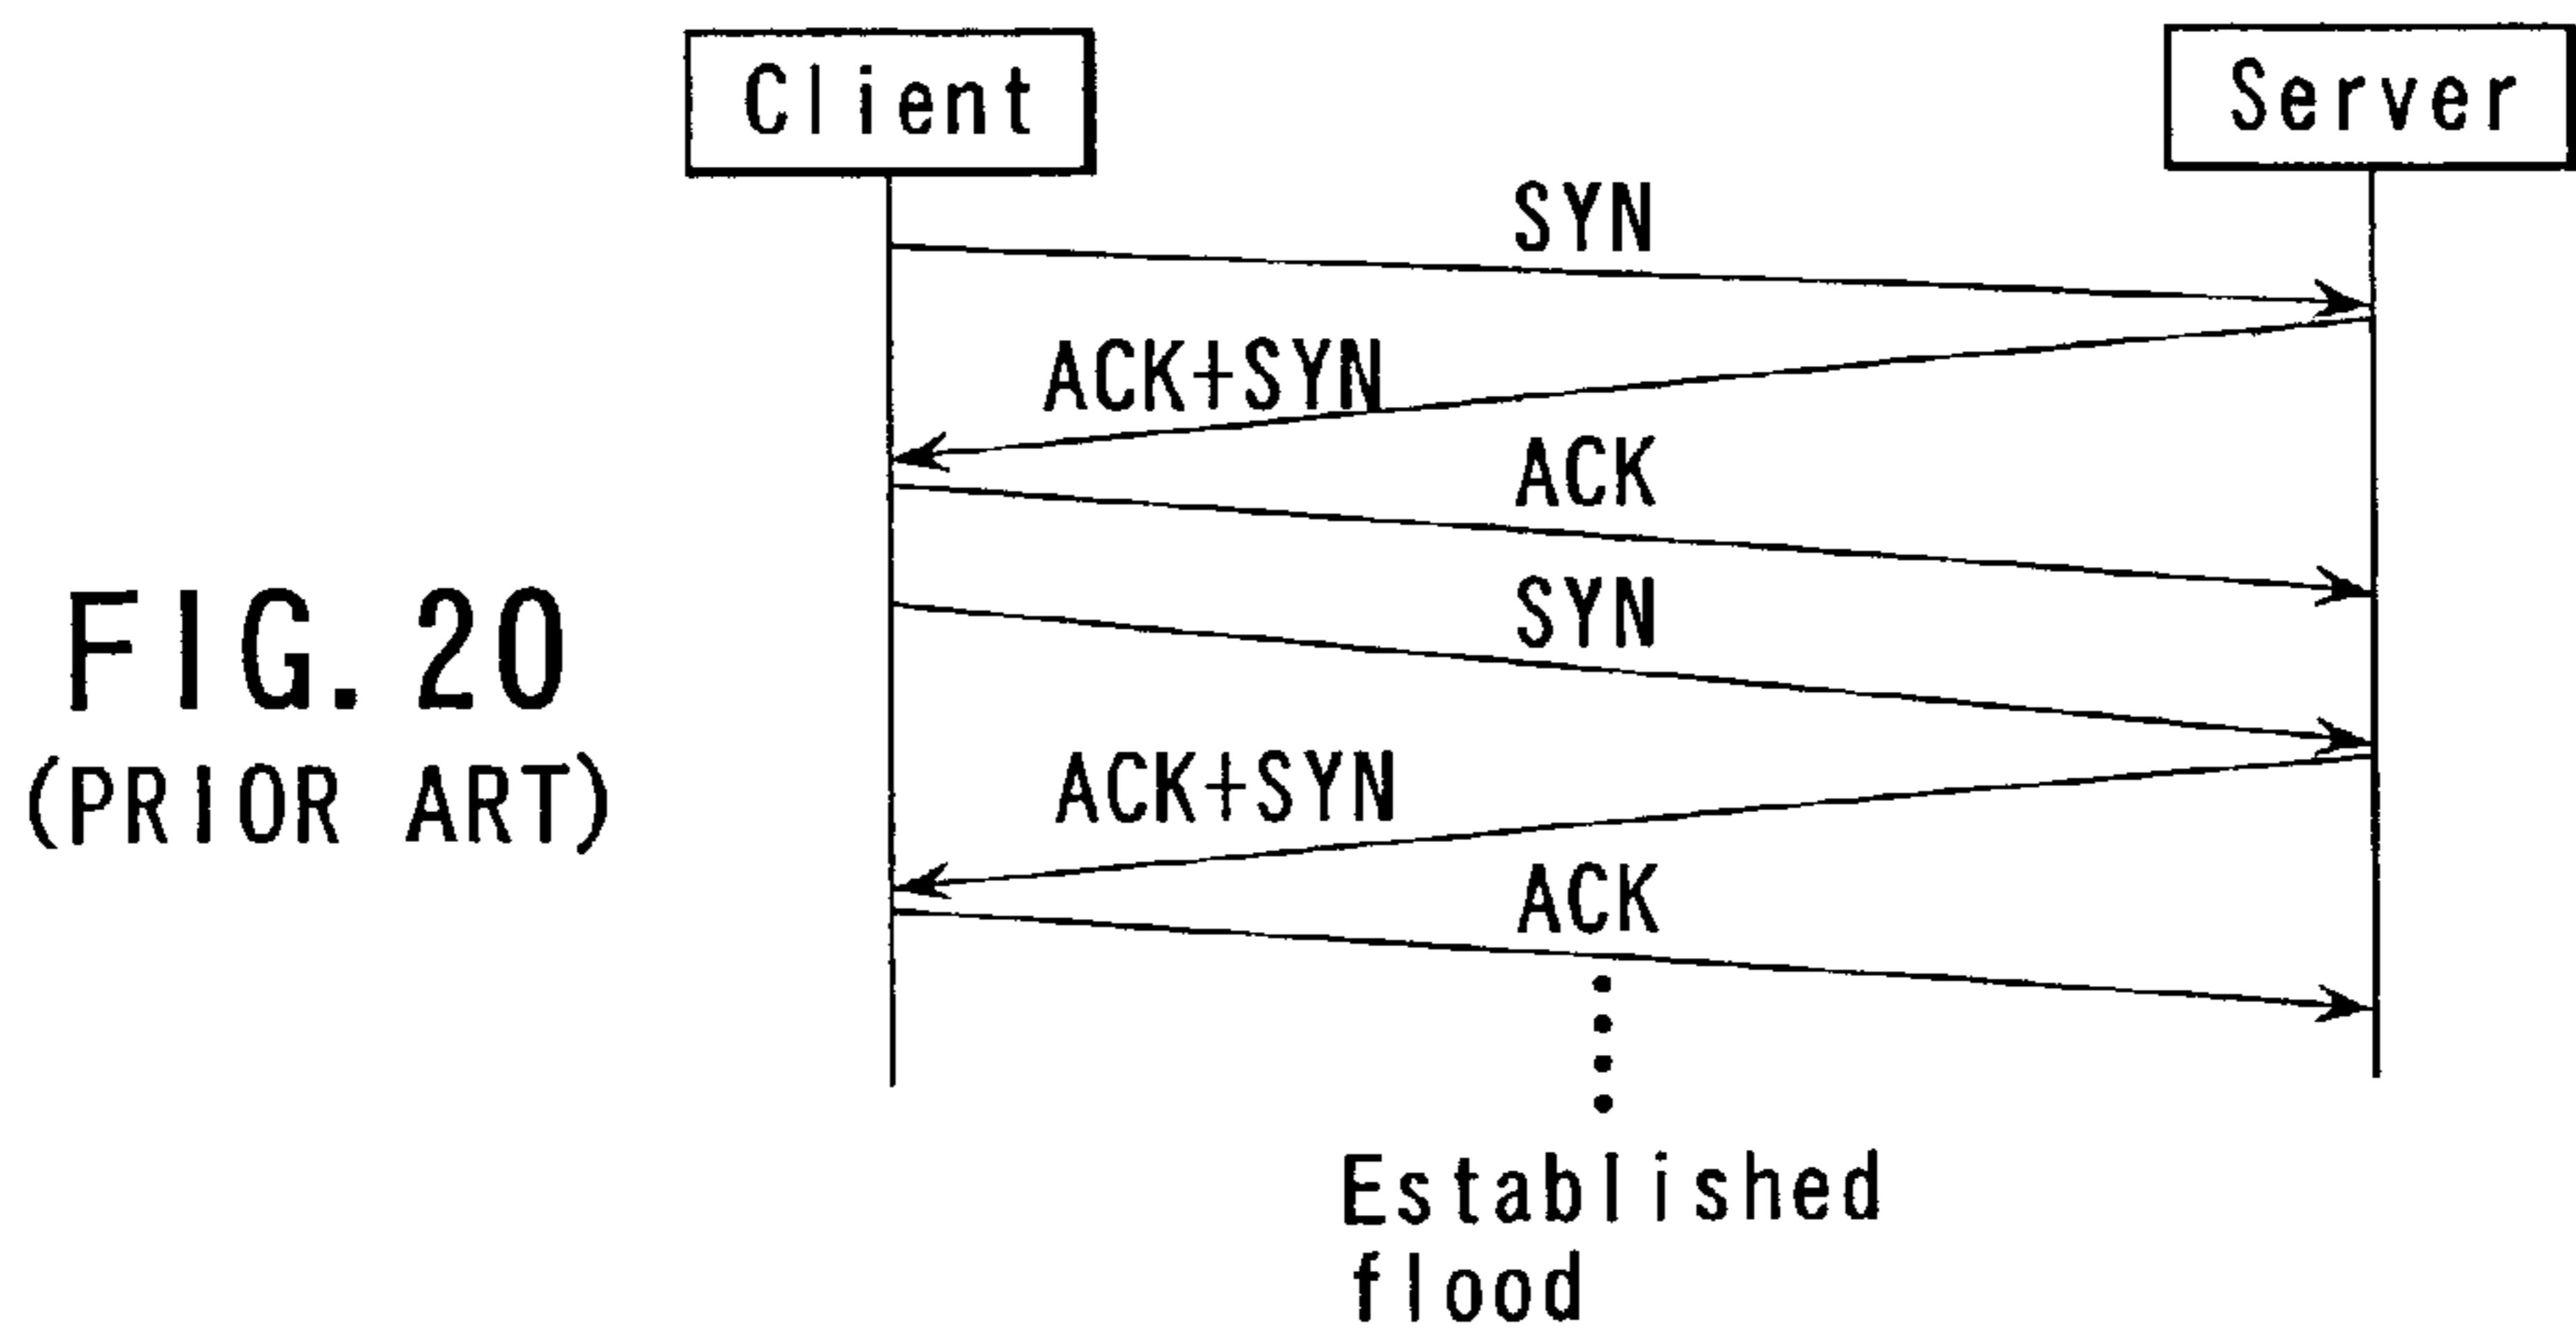 Client
Server
SYN
ACK+SYN
ACK
SYN
ACK+SYN
ACK
Established
flood
FIG. 20
(PRIOR ART)